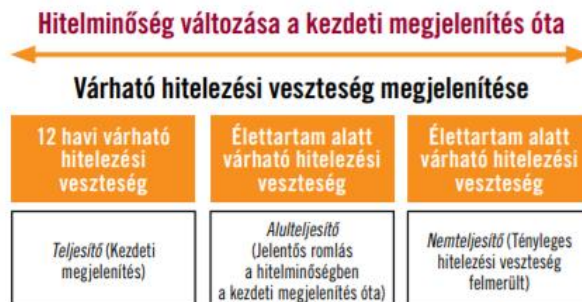 Hitelminőség változása a kezdeti megjelenítés óta
Várható hitelezési veszteség megjelenítése
12 havi várható
hitelezési
veszteség
Élettartam alatt
várható hitelezési
veszteség
Élettartam alatt
várható hitelezési
veszteség
Teljesítő (Kezdeti
megjelenítés)
Alulteljesítő
(Jelentős romlás
a hitelminőségben
a kezdeti megjelenítés óta)
Nemteljesítő (Tényleges
hitelezési veszteség
felmerült)